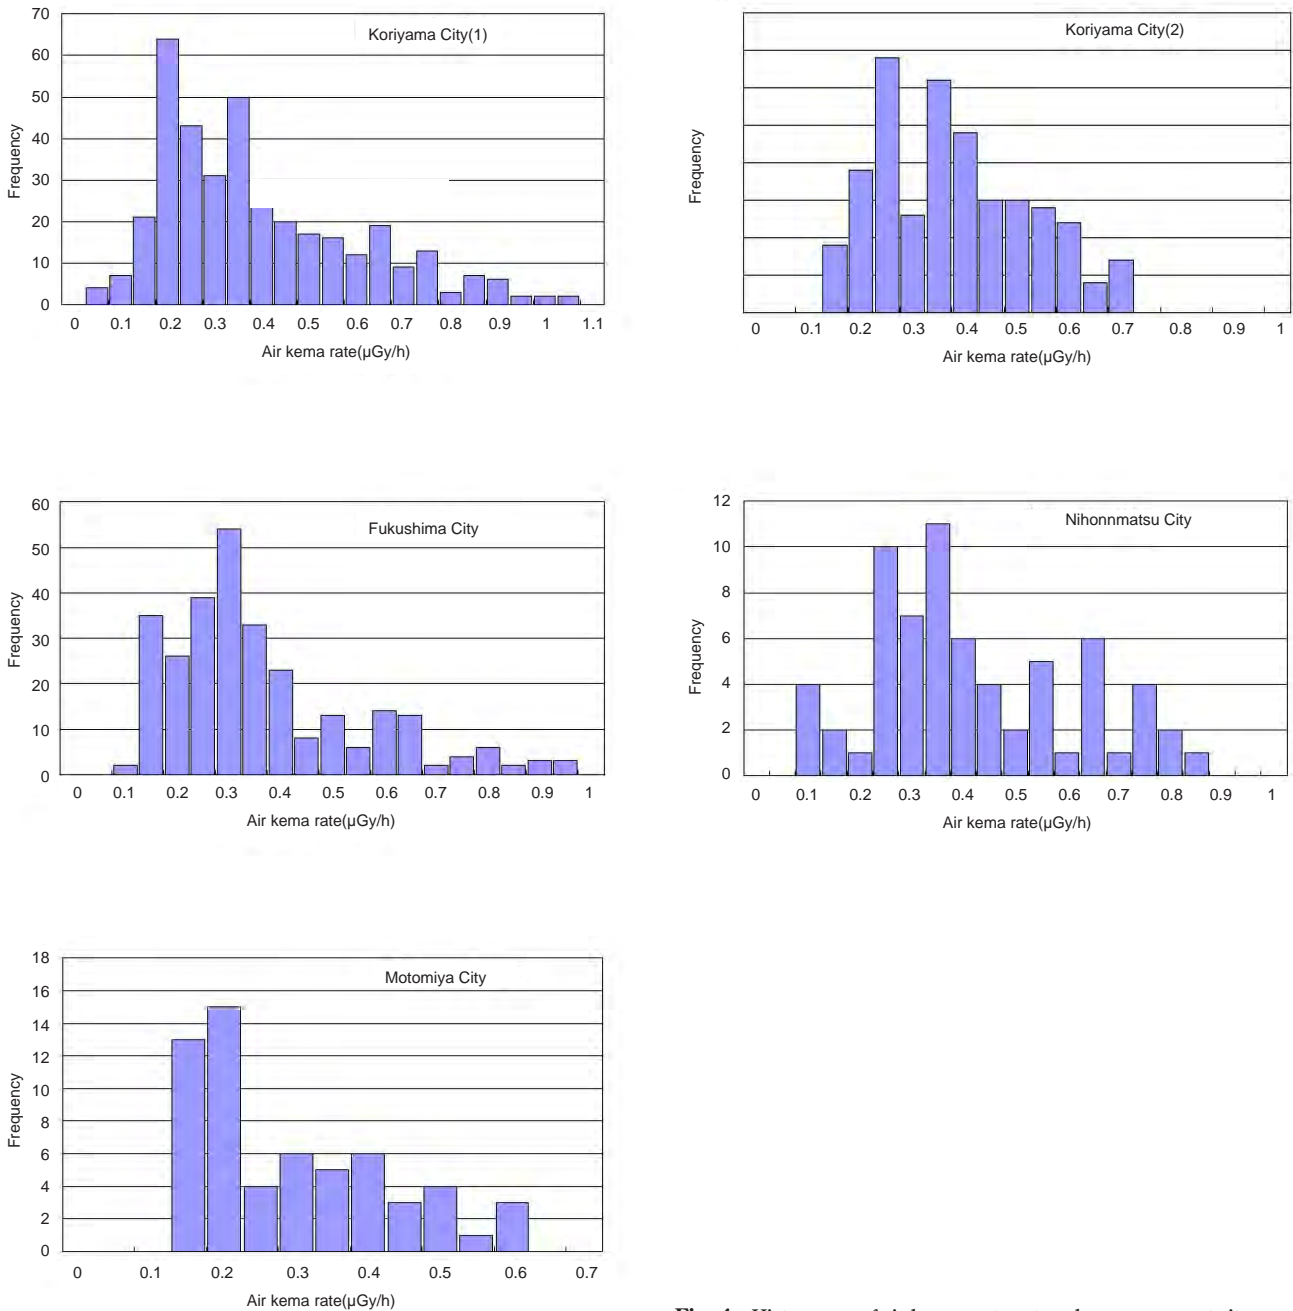 Koriyama City(1)
70
60
50
40
30
20
10
0
Frequency
0 0.1 0.2 0.3 0.4 0.5 0.6 0.7 0.8 0.9 1 1.1
Air kema rate(μGy/h)
Koriyama City(2)
Frequency
0 0.1 0.2 0.3 0.4 0.5 0.6 0.7 0.8 0.9 1
Air kema rate(μGy/h)
Fukushima City
60
50
40
30
20
10
0
Frequency
0 0.1 0.2 0.3 0.4 0.5 0.6 0.7 0.8 0.9 1
Air kema rate(μGy/h)
Nihonnmatsu City
12
10
8
6
4
2
0
Frequency
0 0.1 0.2 0.3 0.4 0.5 0.6 0.7 0.8 0.9 1
Air kema rate(μGy/h)
Motomiya City
18
16
14
12
10
8
6
4
2
0
Frequency
0 0.1 0.2 0.3 0.4 0.5 0.6 0.7
Air kema rate(μGy/h)